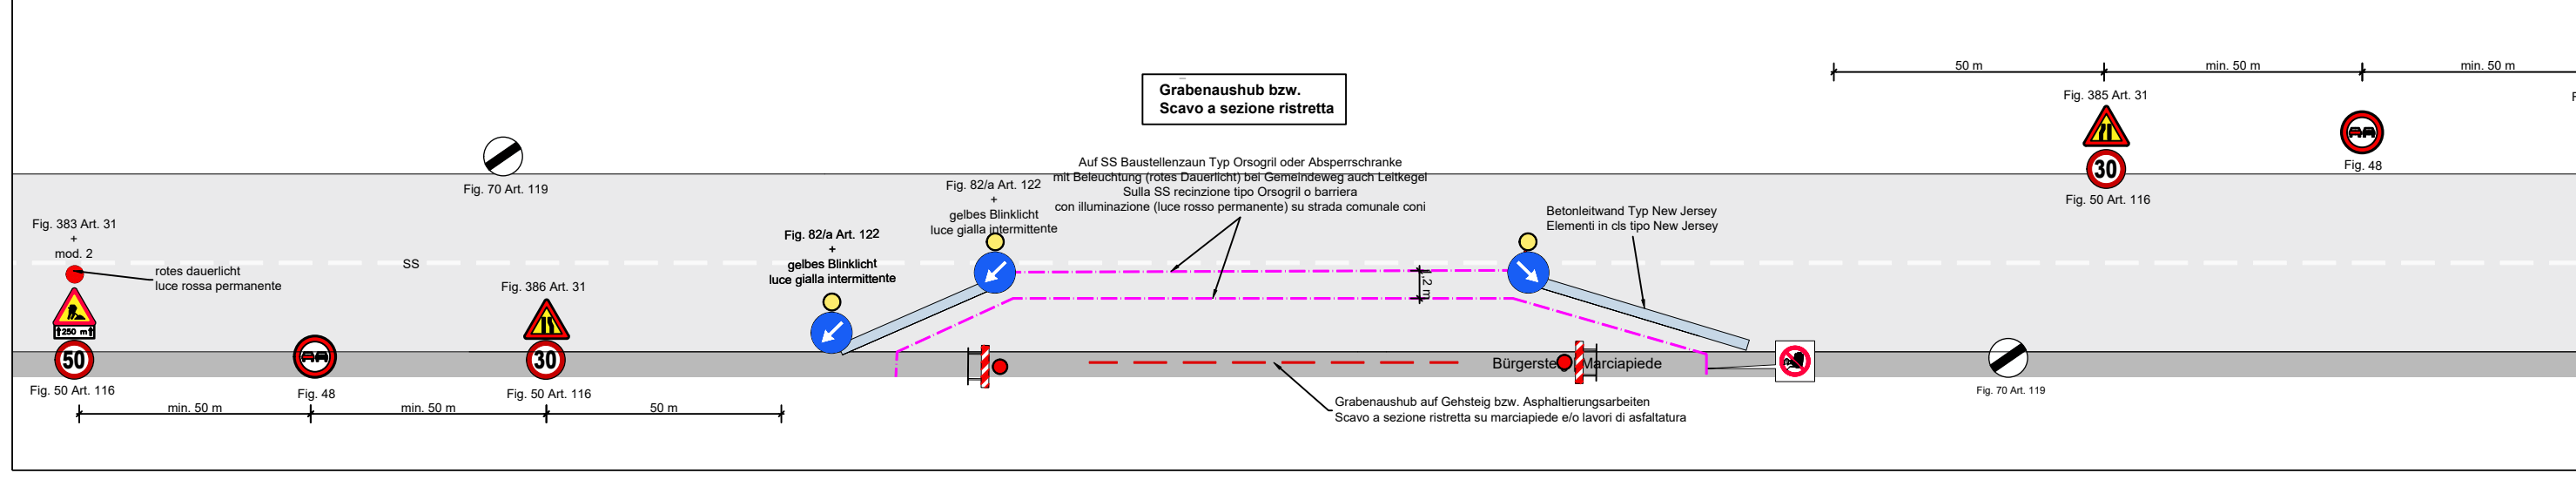 Grabenaushub bzw.
Scavo a sezione ristretta
50 m
min. 50 m
min. 50 m
Fig. 385 Art. 31
30
Fig. 50 Art. 116
Fig. 48
F
Fig. 70 Art. 119
Auf SS Baustellenzaun Typ Orsogril oder Absperrschranke
mit Beleuchtung (rotes Dauerlicht) bei Gemeindeweg auch Leitkegel
Sulla SS recinzione tipo Orsogril o barriera
con illuminazione (luce rosso permanente) su strada comunale coni
Fig. 82/a Art. 122
+
gelbes Blinklicht
luce gialla intermittente
Fig. 82/a Art. 122
+
gelbes Blinklicht
luce gialla intermittente
Betonleitwand Typ New Jersey
Elementi in cls tipo New Jersey
Fig. 383 Art. 31
+
mod. 2
rotes dauerlicht
luce rossa permanente
SS
250 m
50
Fig. 50 Art. 116
Fig. 48
Fig. 386 Art. 31
30
Fig. 50 Art. 116
min. 50 m
min. 50 m
50 m
Marciapiede
Fig. 70 Art. 119
Grabenaushub auf Gehsteig bzw. Asphaltierungsarbeiten
Scavo a sezione ristretta su marciapiede e/o lavori di asfaltatura